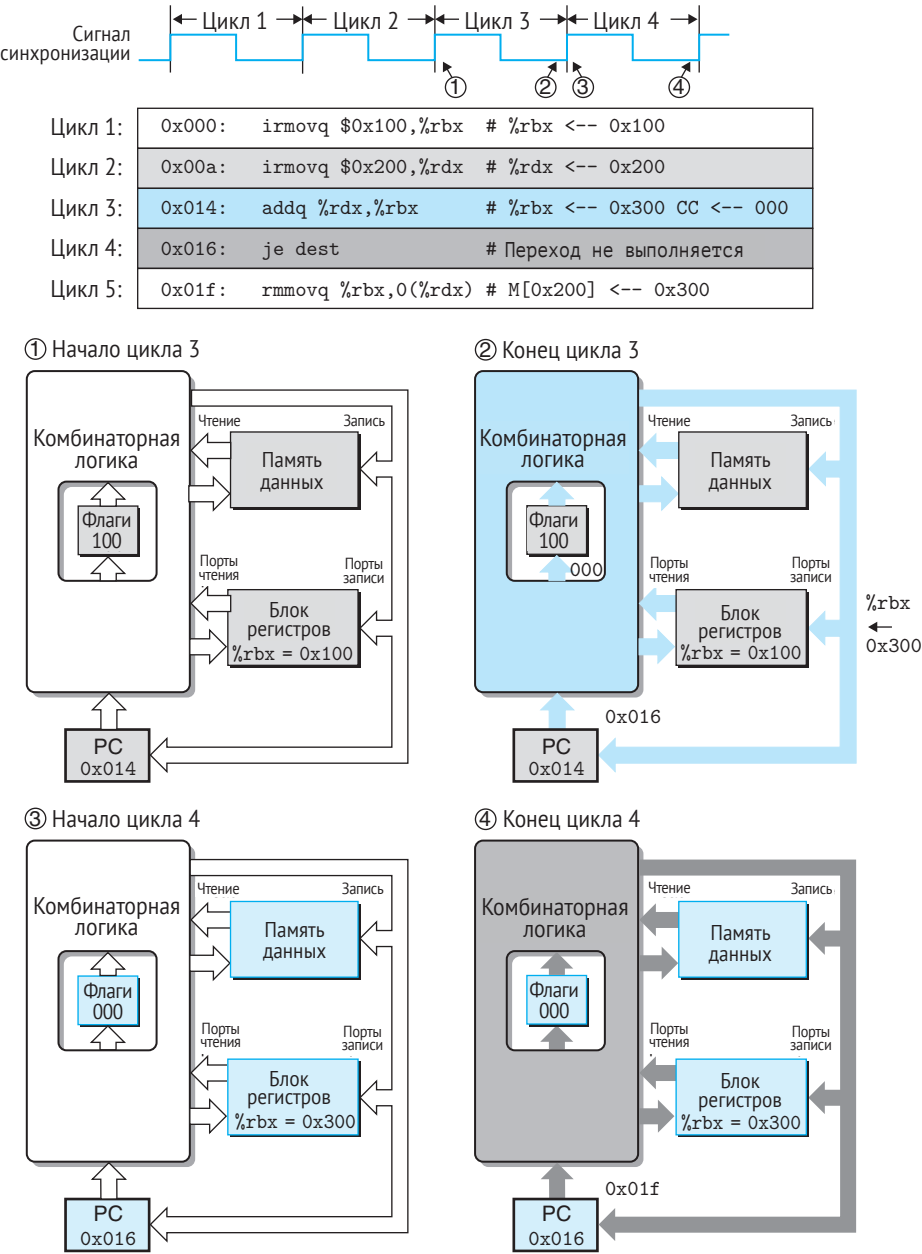 Сигнал
синхронизации
Цикл 1 Цикл 2 Цикл 3 Цикл 4
① ② ③ ④
Цикл 1: 0x000: irmovq $0x100,%rbx # %rbx <-- 0x100
Цикл 2: 0x00a: irmovq $0x200,%rdx # %rdx <-- 0x200
Цикл 3: 0x014: addq %rdx,%rbx # %rbx <-- 0x300 CC <-- 000
Цикл 4: 0x016: je dest # Переход не выполняется
Цикл 5: 0x01f: rmmovq %rbx,0(%rdx) # M[0x200] <-- 0x300
① Начало цикла 3
Комбинаторная
логика
Флаги
100
Чтение
Запись
Память
данных
Порты
чтения
Порты
записи
Блок
регистров
%rbx = 0x100
PC
0x014
② Конец цикла 3
Комбинаторная
логика
Флаги
100
000
Чтение
Запись
Память
данных
Порты
чтения
Порты
записи
Блок
регистров
%rbx = 0x100
%rbx
0x300
0x016
PC
0x014
③ Начало цикла 4
Комбинаторная
логика
Флаги
000
Чтение
Запись
Память
данных
Порты
чтения
Порты
записи
Блок
регистров
%rbx = 0x300
PC
0x016
④ Конец цикла 4
Комбинаторная
логика
Флаги
000
Чтение
Запись
Память
данных
Порты
чтения
Порты
записи
Блок
регистров
%rbx = 0x300
0x01f
PC
0x016